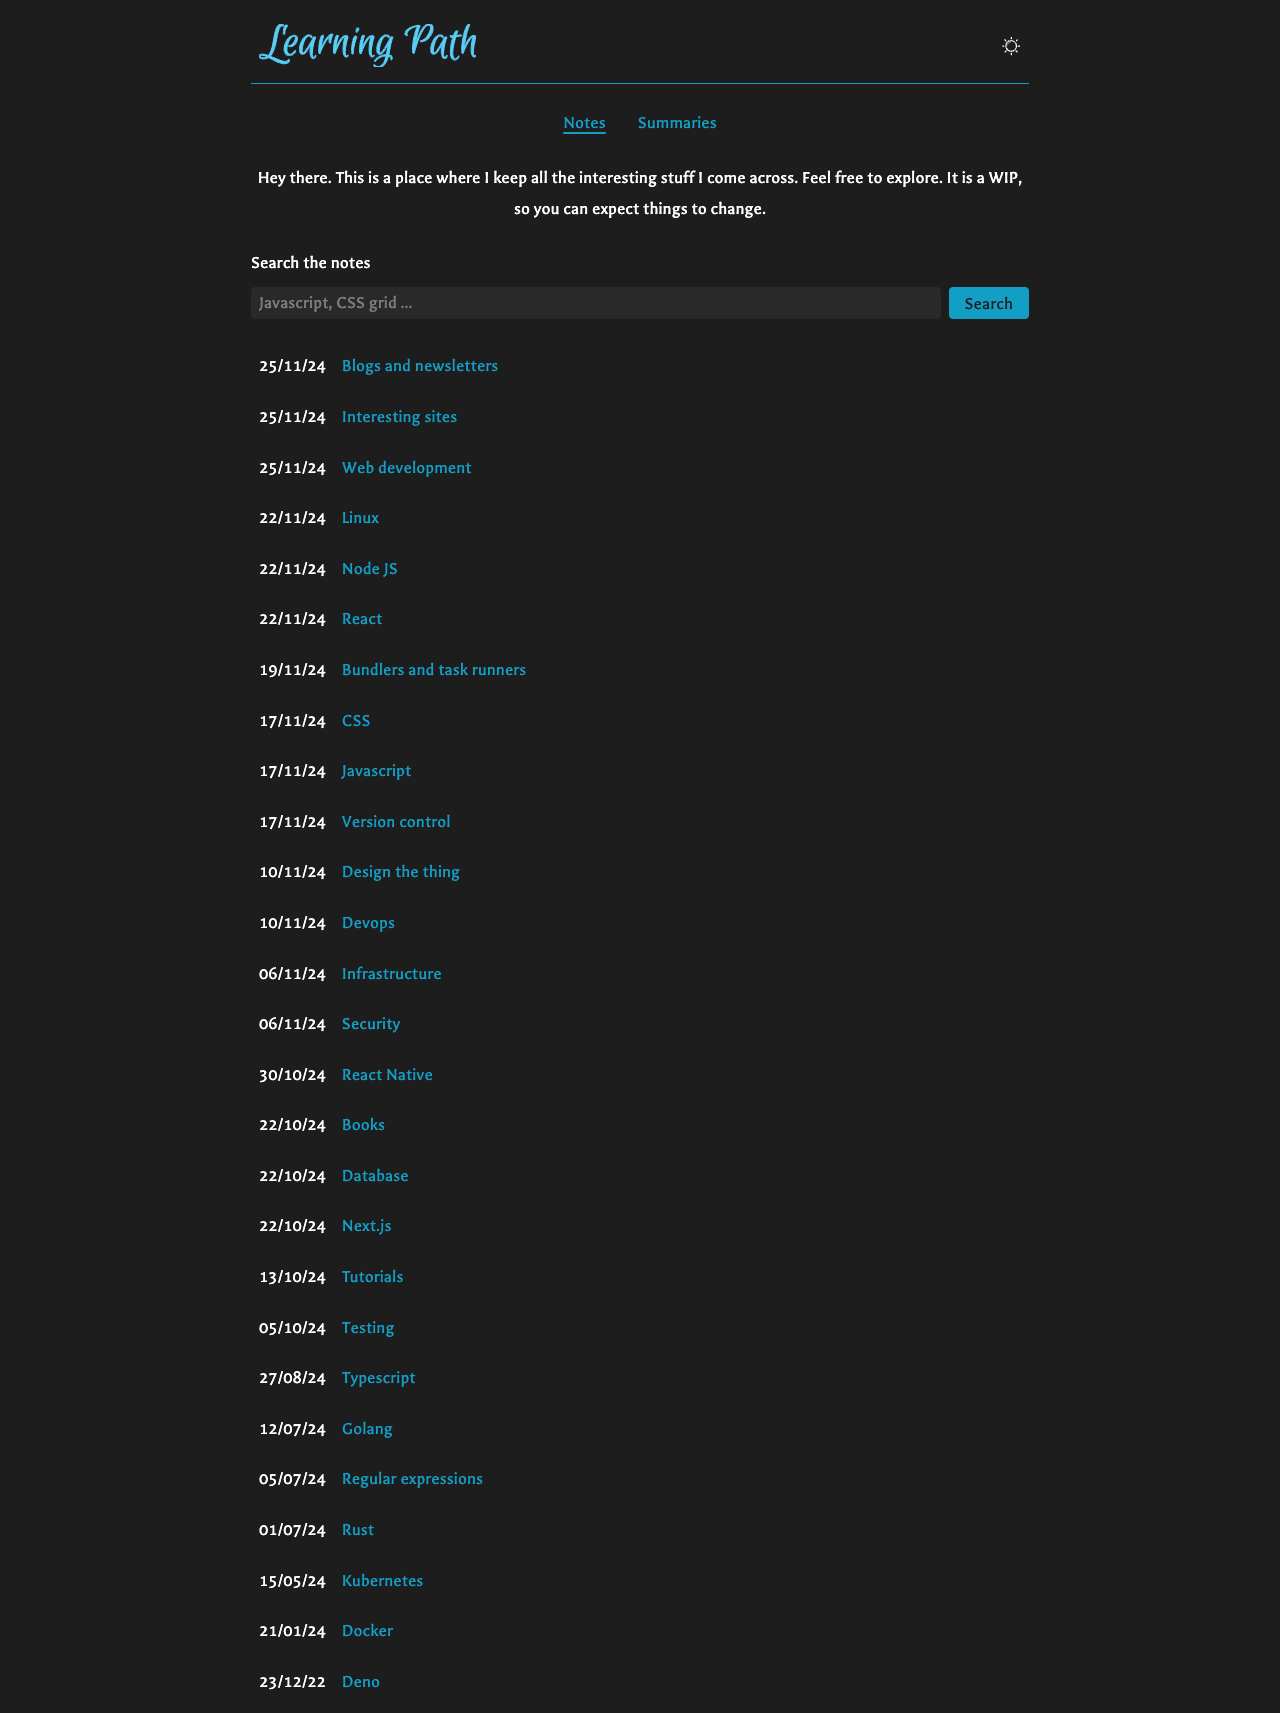 Learning Path
Notes Summaries
Hey there. This is a place where I keep all the interesting stuff I come across. Feel free to explore. It is a WIP,
so you can expect things to change.
Search the notes
Javascript, CSS grid ... Search
25/11/24 Blogs and newsletters
25/11/24 Interesting sites
25/11/24 Web development
22/11/24 Linux
22/11/24 Node JS
22/11/24 React
19/11/24 Bundlers and task runners
17/11/24 CSS
17/11/24 Javascript
17/11/24 Version control
10/11/24 Design the thing
10/11/24 Devops
06/11/24 Infrastructure
06/11/24 Security
30/10/24 React Native
22/10/24 Books
22/10/24 Database
22/10/24 Next.js
13/10/24 Tutorials
05/10/24 Testing
27/08/24 Typescript
12/07/24 Golang
05/07/24 Regular expressions
01/07/24 Rust
15/05/24 Kubernetes
21/01/24 Docker
23/12/22 Deno